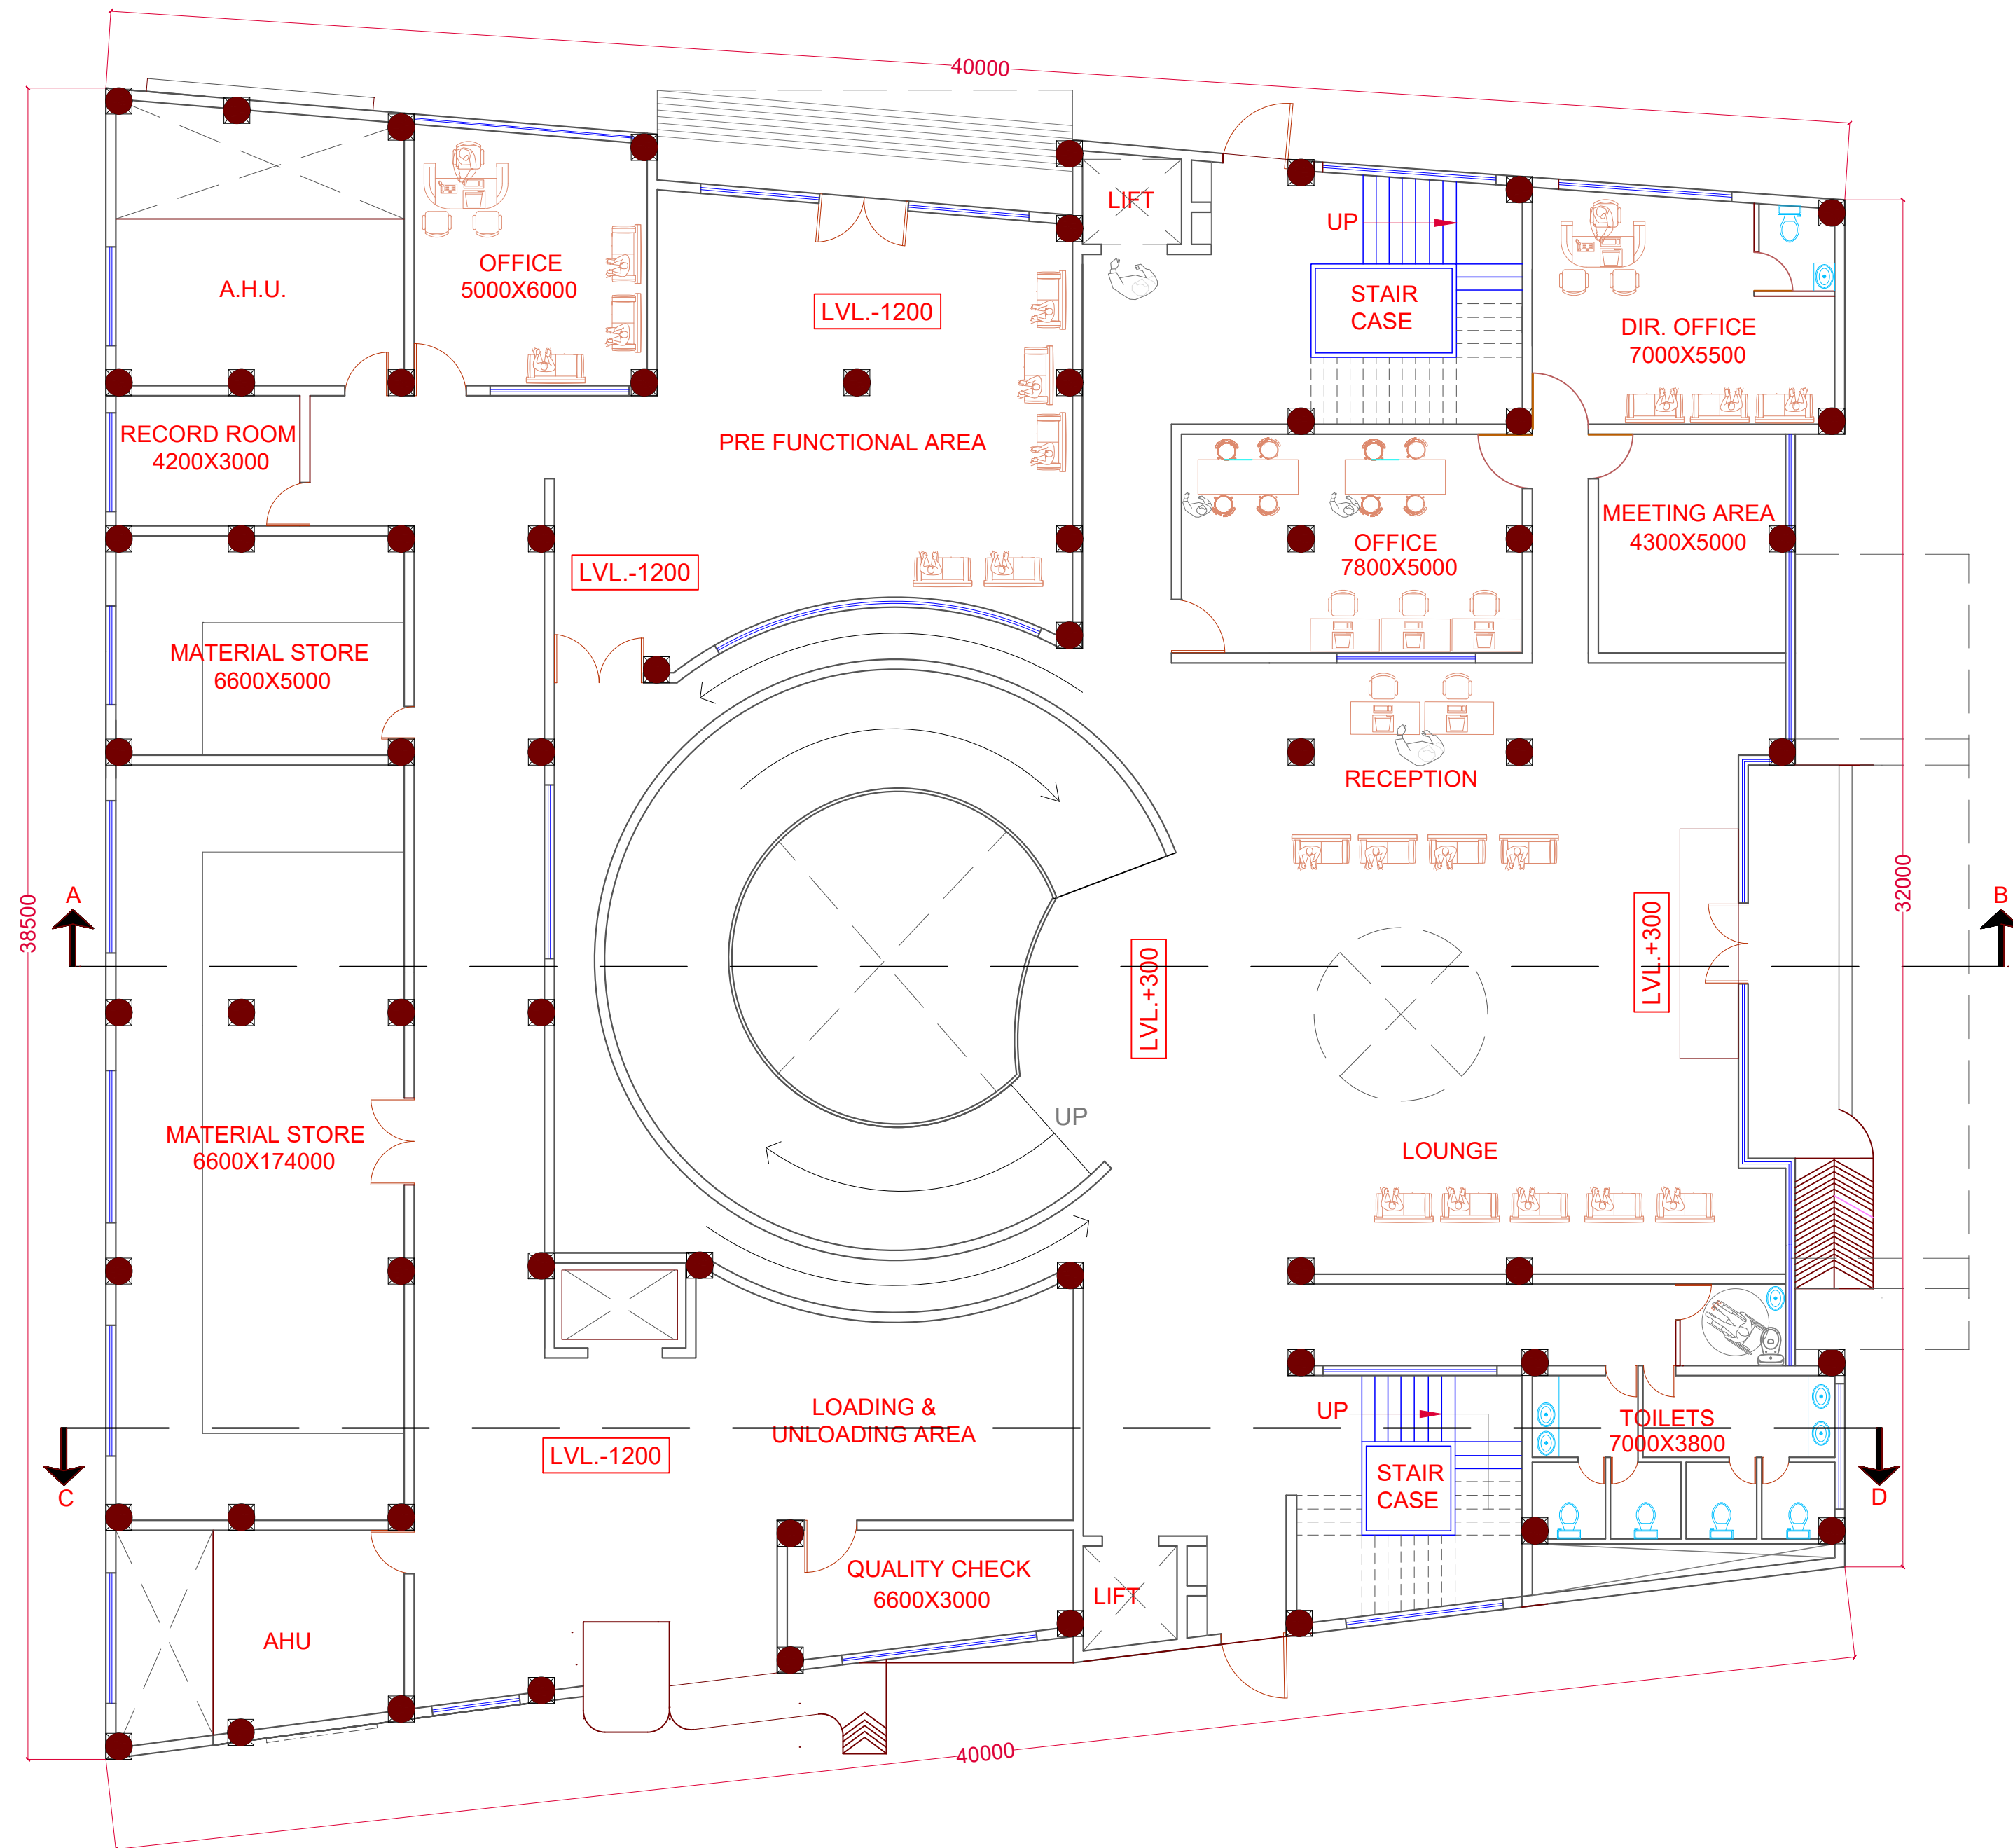 40000
LIFT
UP
OFFICE
5000X6000
A.H.U.
LVL.-1200
STAIR
CASE
DIR. OFFICE
7000X5500
RECORD ROOM
4200X3000
PRE FUNCTIONAL AREA
MEETING AREA
4300X5000
OFFICE
7800X5000
LVL.-1200
MATERIAL STORE
6600X5000
RECEPTION
38500
A
32000
B
LVL.+300
LVL.+300
UP
MATERIAL STORE
6600X174000
LOUNGE
LOADING &
UNLOADING AREA
UP
TOILETS
7000X3800
LVL.-1200
STAIR
CASE
C
D
QUALITY CHECK
6600X3000
LIFT
AHU
40000